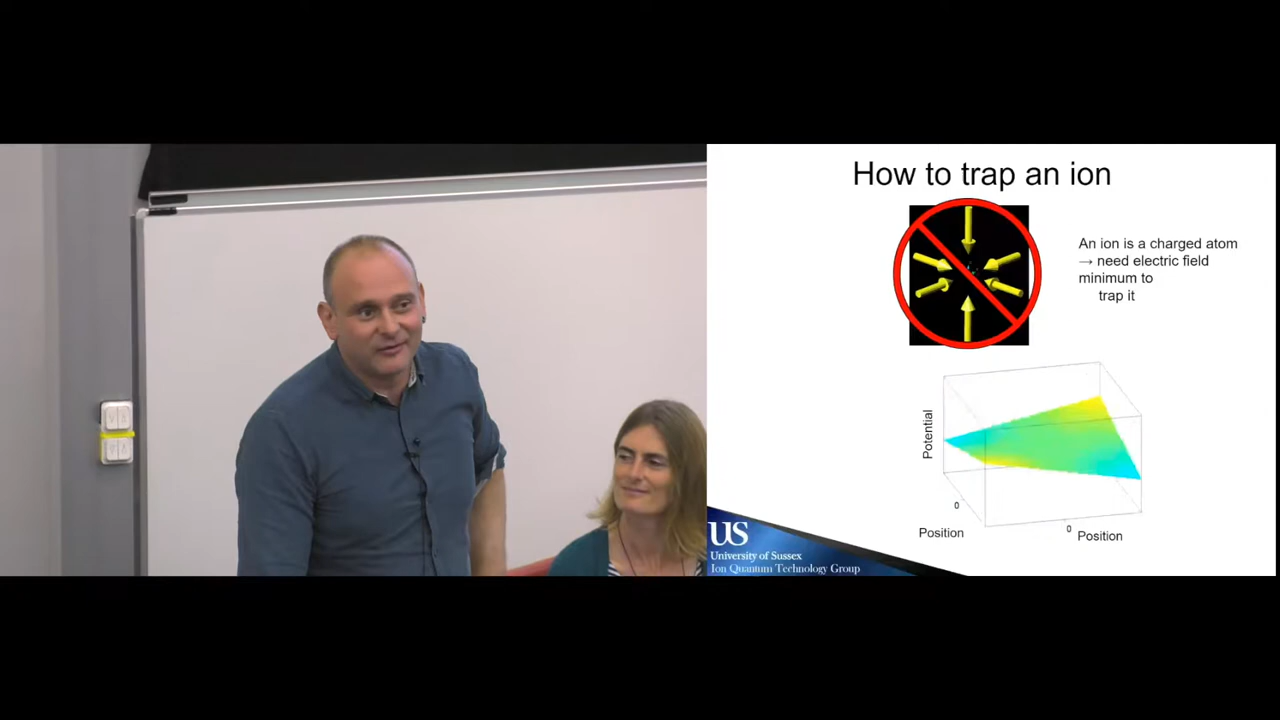 How to trap an ion
An ion is a charged atom
→ need electric field
minimum to
trap it
Potential
0
Position
0
Position
US
University of Sussex
Ion Quantum Technology Group